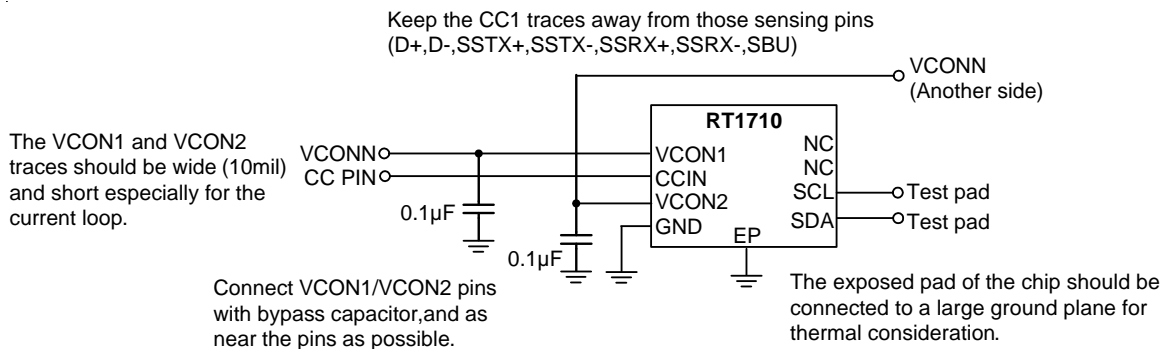 Keep the CC1 traces away from those sensing pins
(D+,D-,SSTX+,SSTX-,SSRX+,SSRX-,SBU)
VCONN
(Another side)
The VCON1 and VCON2
traces should be wide (10mil)
and short especially for the
current loop.
VCONN
CC PIN
0.1µF
0.1µF
RT1710
VCON1
CCIN
VCON2
GND
EP
NC
NC
SCL
SDA
Test pad
Test pad
Connect VCON1/VCON2 pins
with bypass capacitor,and as
near the pins as possible.
The exposed pad of the chip should be
connected to a large ground plane for
thermal consideration.